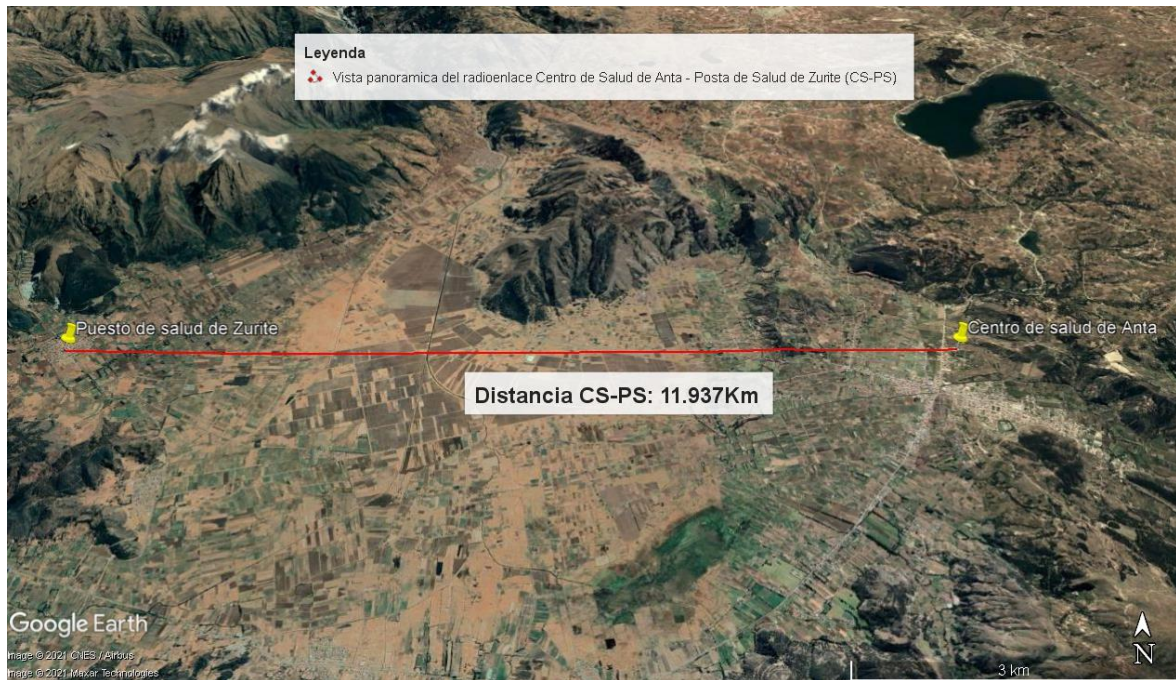 Leyenda
Vista panoramica del radioenlace Centro de Salud de Anta - Posta de Salud de Zurite (CS-PS)
Puesto de salud de Zurite
Centro de salud de Anta
Distancia CS-PS: 11.937Km
Google Earth
Image © 2021 CNES / Airbus
Image © 2021 Maxar Technologies
3 km
N